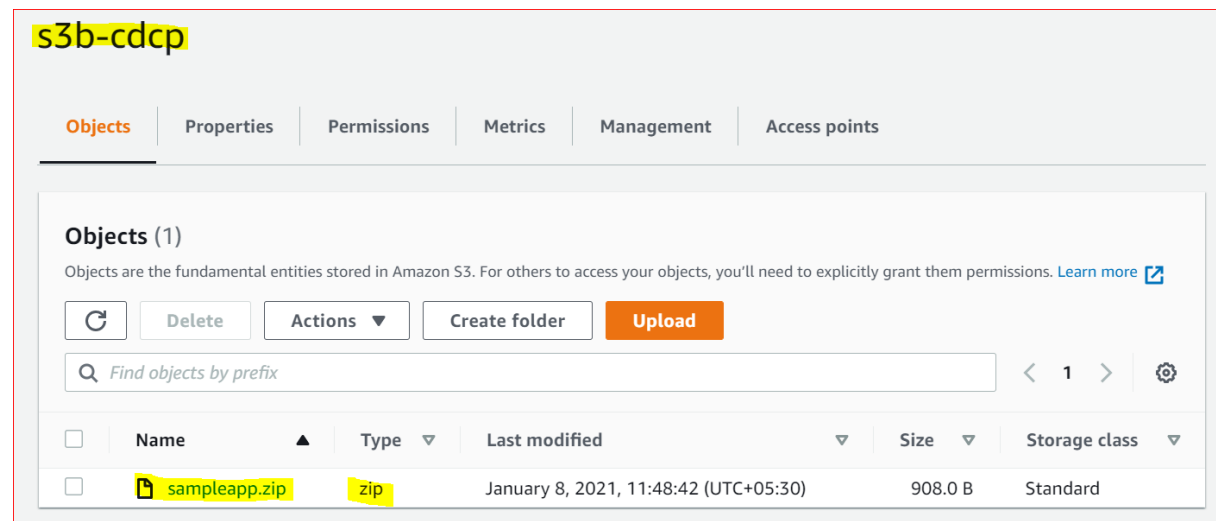 s3b-cdcp
Objects Properties Permissions Metrics Management Access points
Objects (1)
Objects are the fundamental entities stored in Amazon S3. For others to access your objects, you'll need to explicitly grant them permissions. Learn more
Delete Actions Create folder Upload
Find objects by prefix 1
Name Type Last modified Size Storage class
sampleapp.zip zip January 8, 2021, 11:48:42 (UTC+05:30) 908.0 B Standard